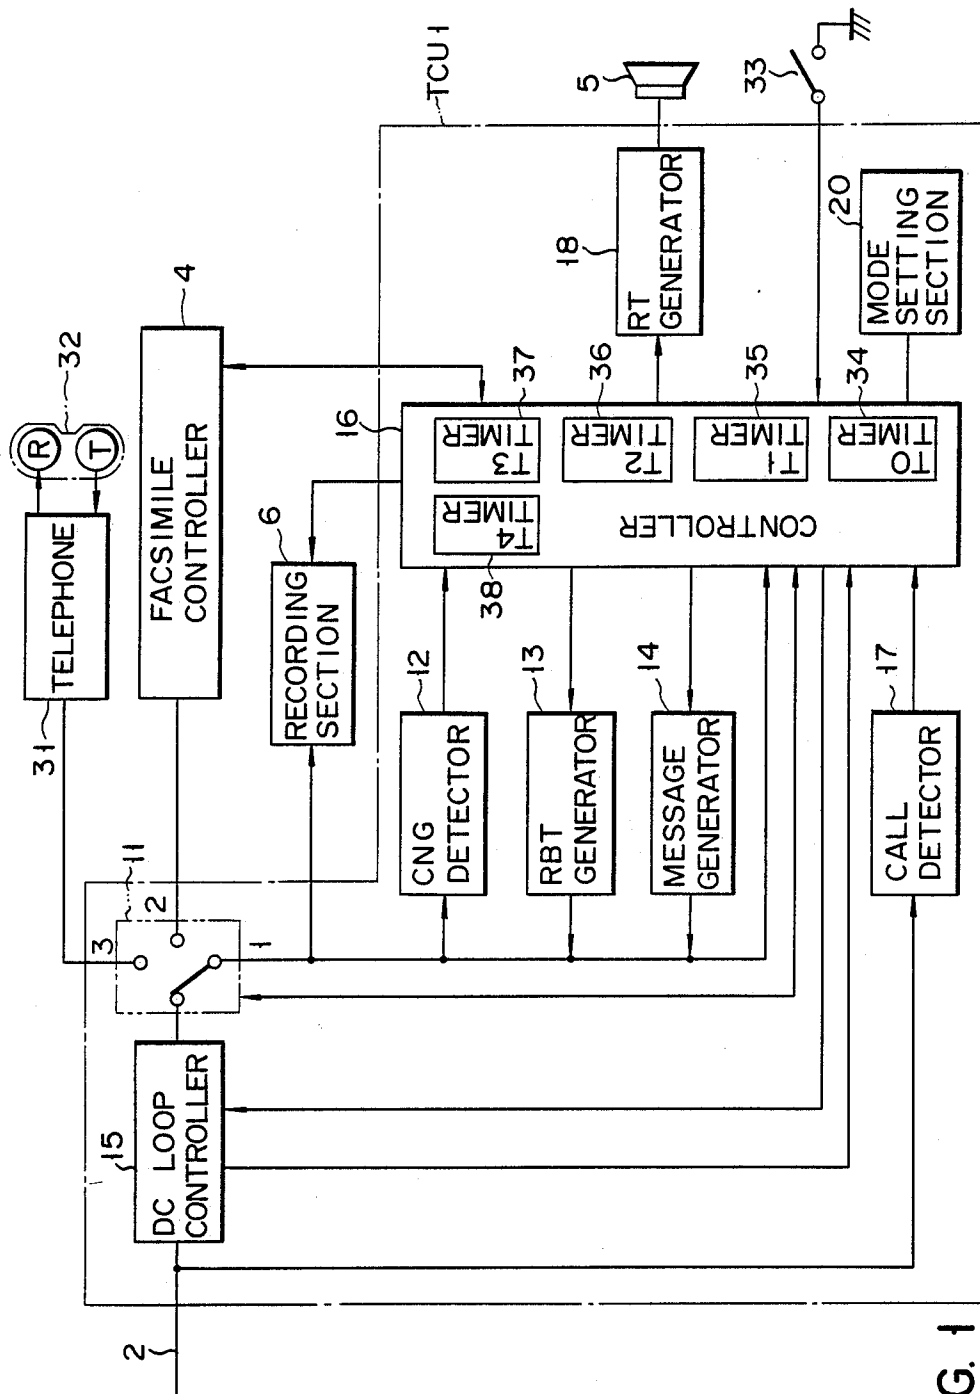 31
TELEPHONE
R
T
32
FACSIMILE
CONTROLLER
4
TCU 1
2
15
DC LOOP
CONTROLLER
11
3
2
1
RECORDING
SECTION
6
16
CNG
DETECTOR
12
RBT
GENERATOR
13
MESSAGE
GENERATOR
14
CALL
DETECTOR
17
CONTROLLER
T4
TIMER
38
T3
TIMER
37
T2
TIMER
36
T1
TIMER
35
T0
TIMER
34
RT
GENERATOR
18
5
33
MODE
SETTING
SECTION
20
G. 1